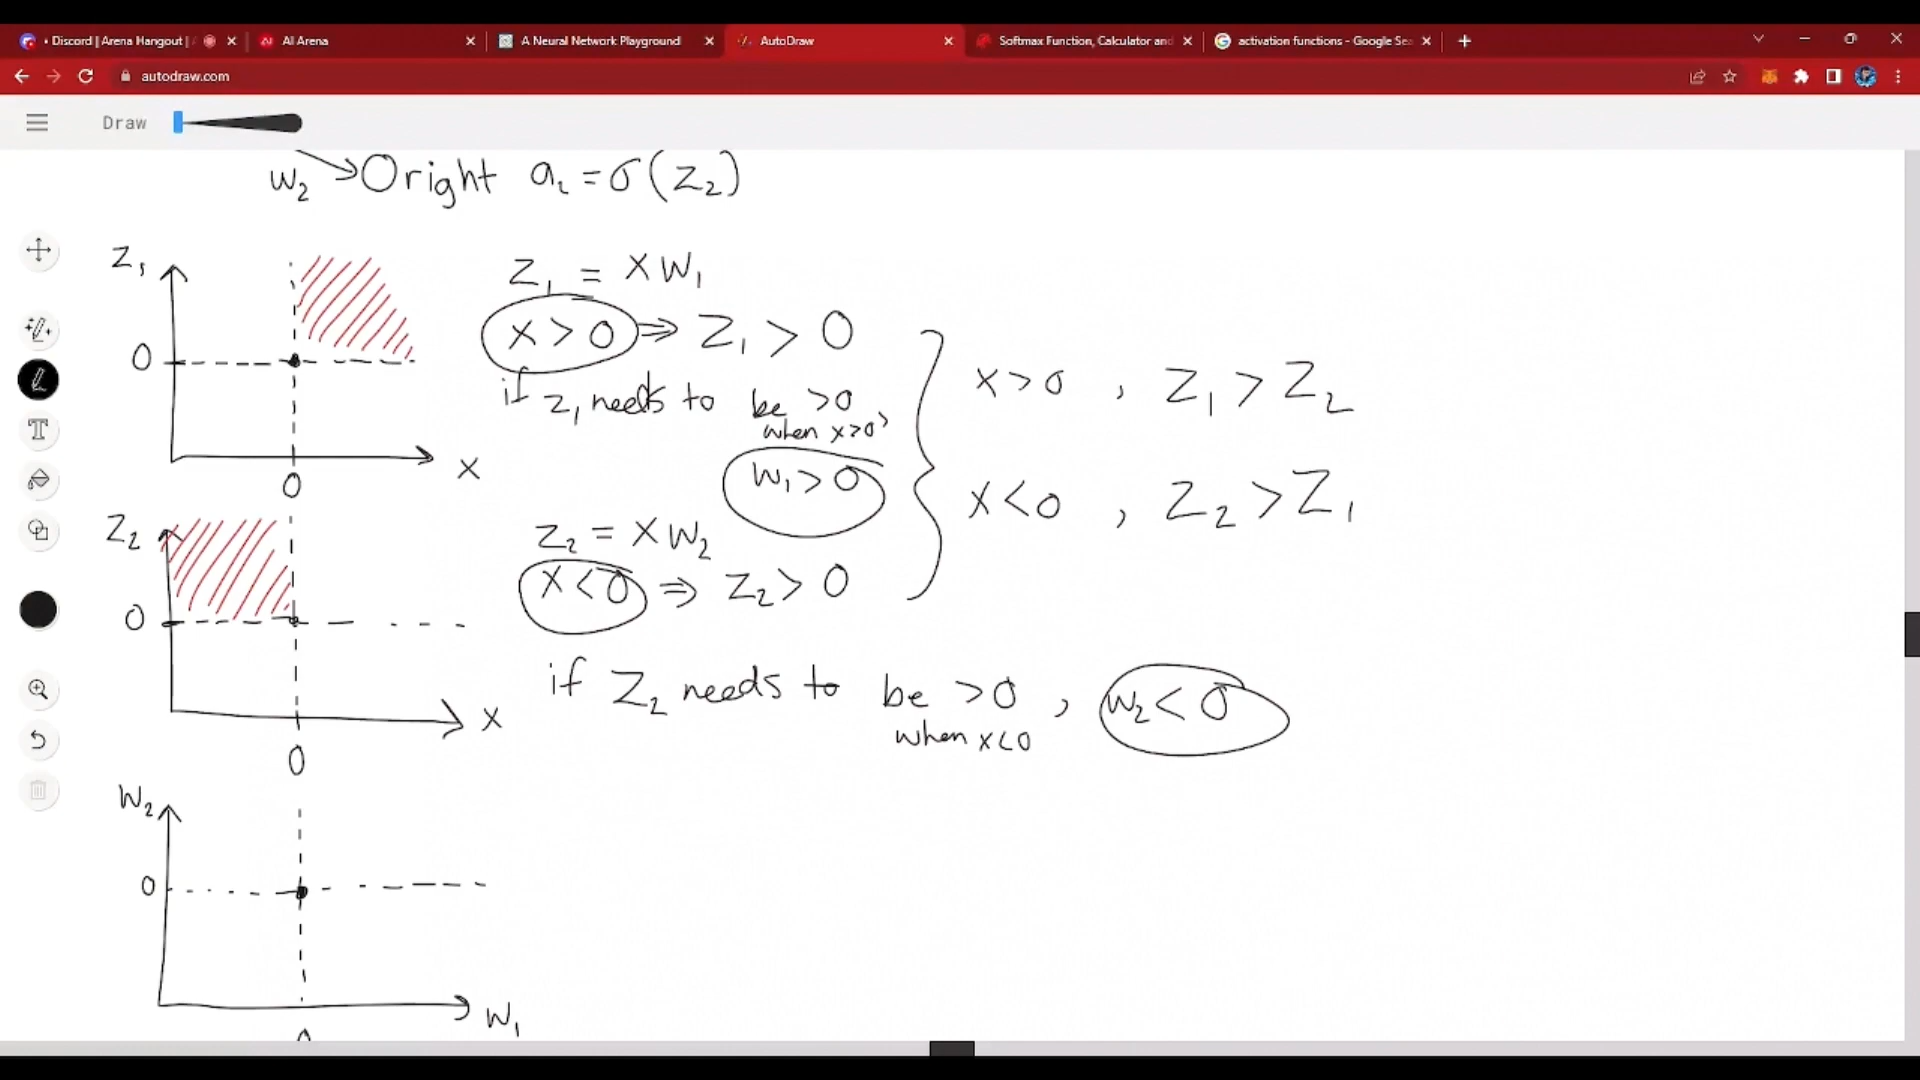 • Discord | Arena Hangout |
AI Arena
A Neural Network Playground
AutoDraw
Softmax Function, Calculator and
activation functions - Google Se
autodraw.com
Draw
w₂ → O right a₂ = σ(z₂)
z₁
0
x
0
z₁ = x w₁
x > 0 ⇒ z₁ > 0
if z₁ needs to be > 0
when x > 0,
w₁ > 0
x > 0 , z₁ > z₂
x < 0 , z₂ > z₁
z₂
0
x
0
z₂ = x w₂
x < 0 ⇒ z₂ > 0
if z₂ needs to be > 0 , w₂ < 0
when x < 0
w₂
0
w₁